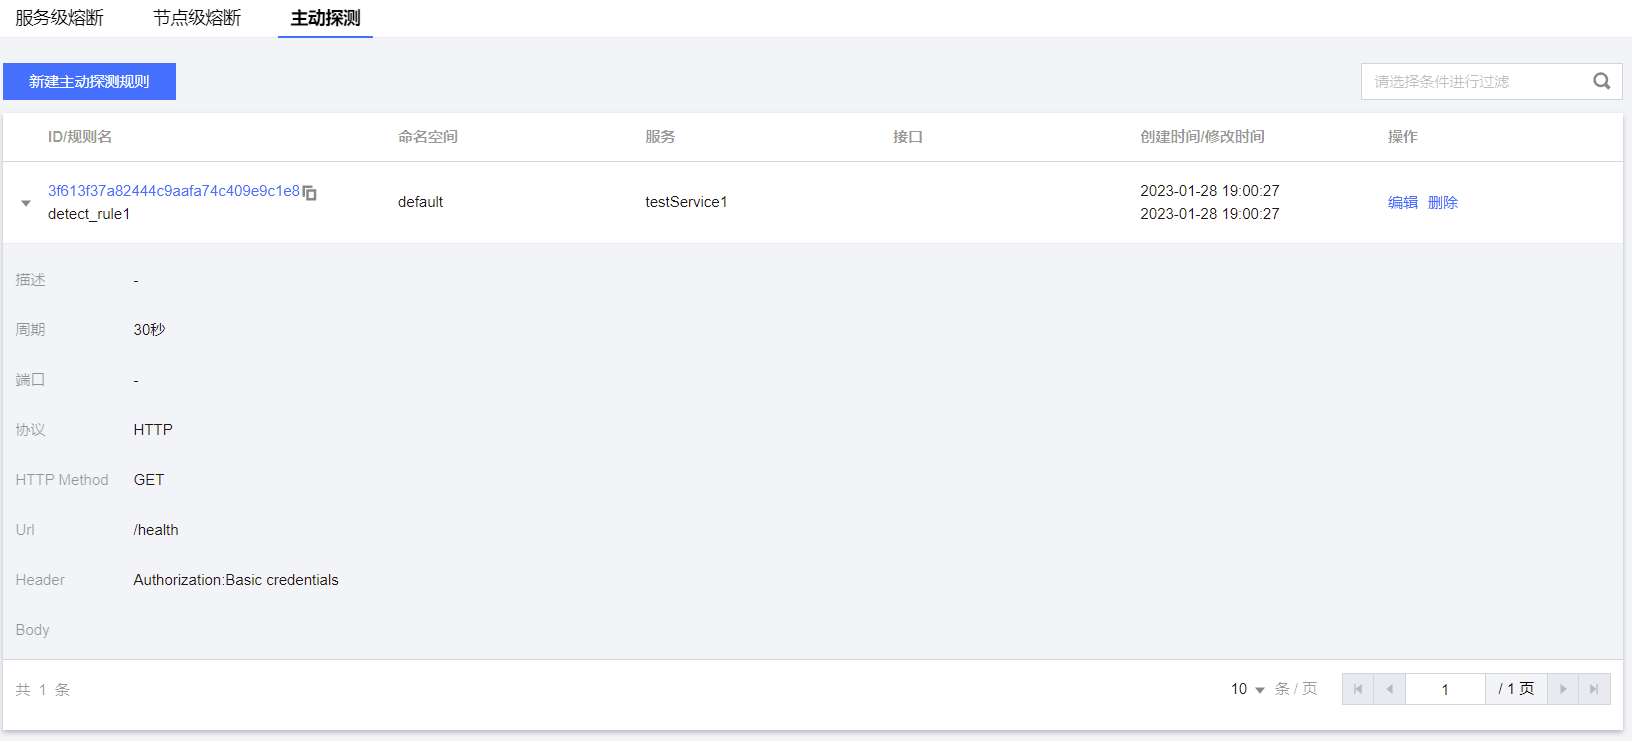 服务级熔断 节点级熔断 主动探测
新建主动探测规则 请选择条件进行过滤
ID/规则名 命名空间 服务 接口 创建时间/修改时间 操作
3f613f37a82444c9aafa74c409e9c1e8
detect_rule1
default
testService1
2023-01-28 19:00:27
2023-01-28 19:00:27
编辑 删除
描述 -
周期 30秒
端口 -
协议 HTTP
HTTP Method GET
Url /health
Header Authorization:Basic credentials
Body
共 1 条 10 条 / 页 1 / 1 页